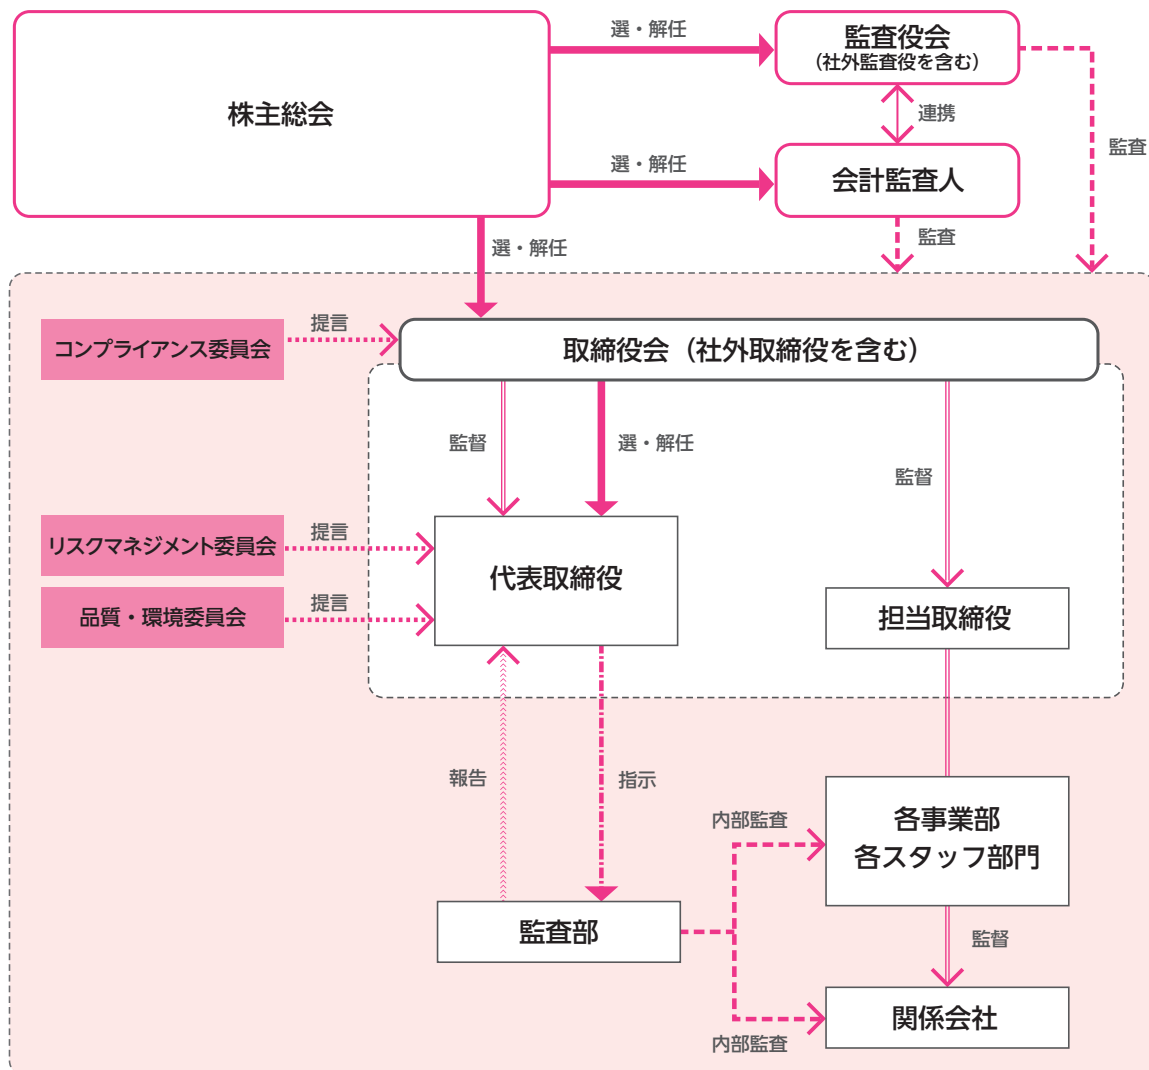 選・解任
監査役会
(社外監査役を含む)
株主総会
連携
監査
選・解任
会計監査人
監査
選・解任
提言
コンプライアンス委員会
取締役会（社外取締役を含む）
監督
選・解任
監督
提言
リスクマネジメント委員会
代表取締役
提言
品質・環境委員会
担当取締役
報告
指示
内部監査
各事業部
各スタッフ部門
監査部
監督
関係会社
内部監査